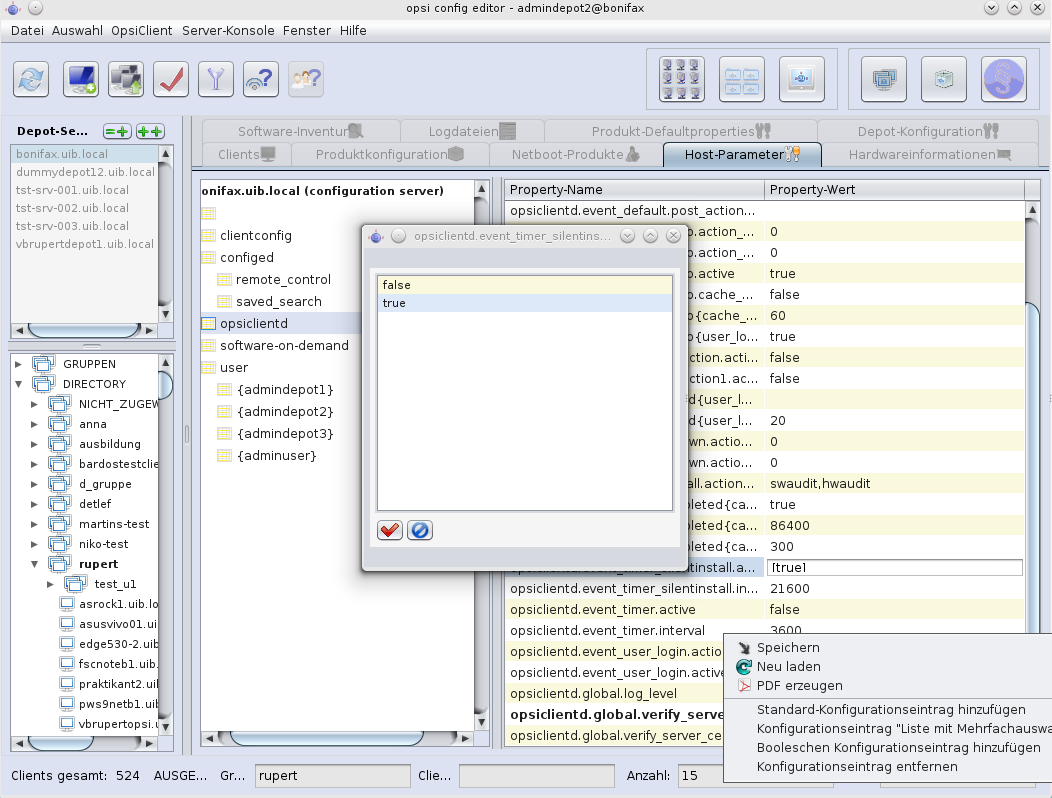 opsi config editor - admindepot2@bonifax
Datei Auswahl OpsiClient Server-Konsole Fenster Hilfe
Depot-Se...
bonifax.uib.local
dummydepot12.uib.local
tst-srv-001.uib.local
tst-srv-002.uib.local
tst-srv-003.uib.local
vbrupertdepot1.uib.local
GRUPPEN
DIRECTORY
NICHT_ZUGEW
anna
ausbildung
bardostestclie
d_gruppe
detlef
martins-test
niko-test
rupert
test_u1
asrock1.uib.lo
asusvivo01.ui
edge530-2.uib
fscnoteb1.uib.
praktikant2.uil
pws9netb1.uib
vbrupertopsi.u
Software-Inventur
Logdateien
Produkt-Defaultproperties
Depot-Konfiguration
Clients
Produktkonfiguration
Netboot-Produkte
Host-Parameter
Hardwareinformationen
onifax.uib.local (configuration server)
clientconfig
configed
remote_control
saved_search
opsiclientd
software-on-demand
user
{admindepot1}
{admindepot2}
{admindepot3}
{adminuser}
opsiclientd.event_timer_silentins...
false
true
Property-Name Property-Wert
opsiclientd.event_default.post_action...
o.action_... 0
o.action_... 0
o.active true
o.cache_... false
o{cache_... 60
o{user_lo... true
ction.acti... false
ction1.ac... false
d{user_l...
d{user_l... 20
wn.actio... 0
wn.actio... 0
all.action... swaudit,hwaudit
leted{ca... true
leted{ca... 86400
leted{ca... 300
opsiclientd.event_timer_silentinstall.a... [true]
opsiclientd.event_timer_silentinstall.in... 21600
opsiclientd.event_timer.active false
opsiclientd.event_timer.interval 3600
opsiclientd.event_user_login.actio
opsiclientd.event_user_login.active
opsiclientd.global.log_level
opsiclientd.global.verify_serve
opsiclientd.global.verify_server_ce
Speichern
Neu laden
PDF erzeugen
Standard-Konfigurationseintrag hinzufügen
Konfigurationseintrag "Liste mit Mehrfachauswa
Booleschen Konfigurationseintrag hinzufügen
Konfigurationseintrag entfernen
Clients gesamt: 524 AUSGE... Gr... rupert Clie... Anzahl: 15